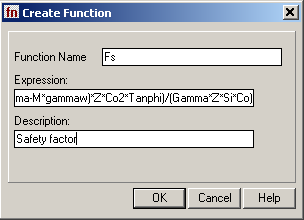 fn Create Function
Function Name Fs
Expression:
ma-M*gammaw)*Z*Co2*Tanphi)/(Gamma*Z*Si*Co)
Description:
Safety factor
OK Cancel Help